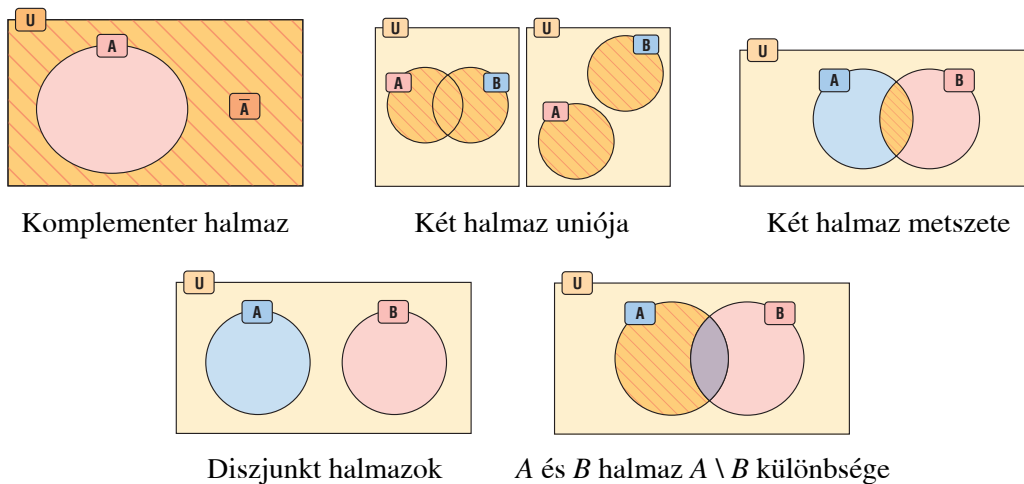 U
A
A̅
Komplementer halmaz
U
A
B
U
B
A
Két halmaz uniója
U
A
B
Két halmaz metszete
U
A
B
Diszjunkt halmazok
U
A
B
A és B halmaz A \ B különbsége